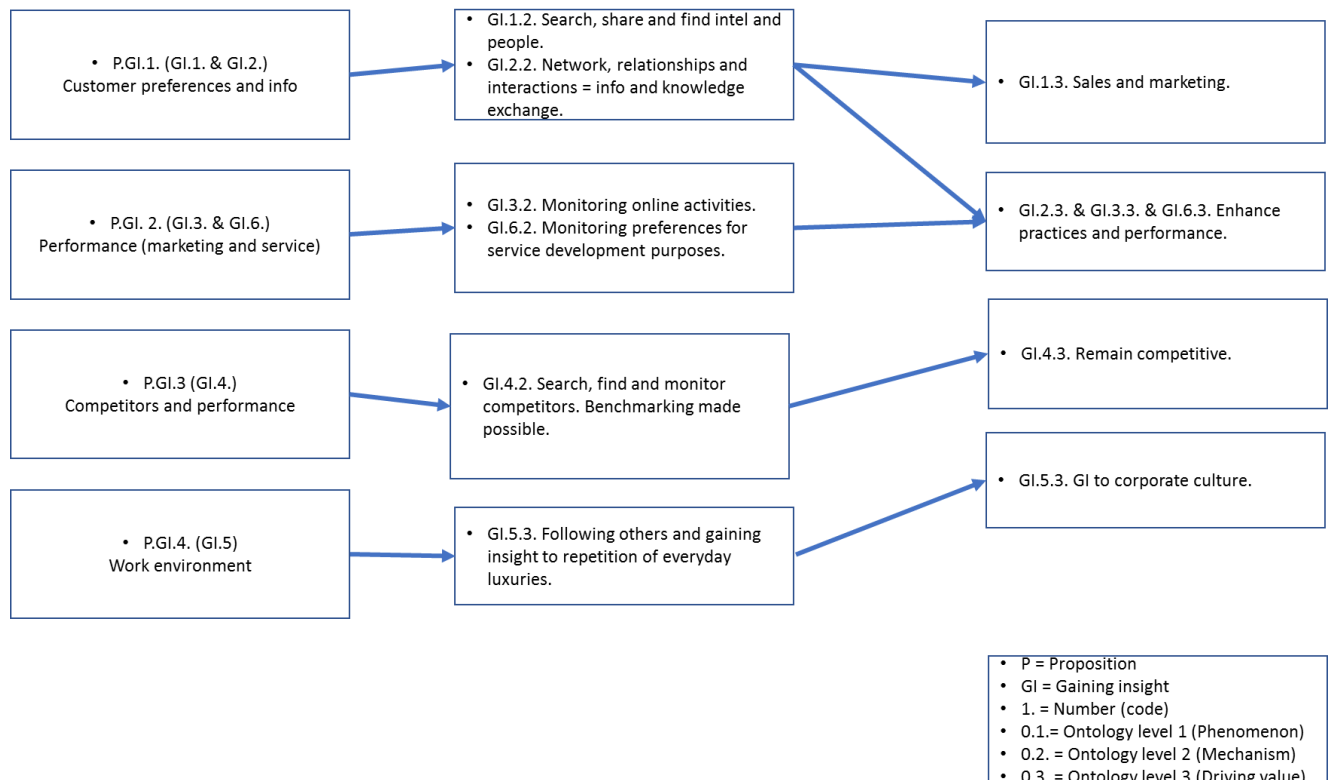 • P.GI.1. (GI.1. & GI.2.)
Customer preferences and info
• GI.1.2. Search, share and find intel and
people.
• GI.2.2. Network, relationships and
interactions = info and knowledge
exchange.
• GI.1.3. Sales and marketing.
• P.GI. 2. (GI.3. & GI.6.)
Performance (marketing and service)
• GI.3.2. Monitoring online activities.
• GI.6.2. Monitoring preferences for
service development purposes.
• GI.2.3. & GI.3.3. & GI.6.3. Enhance
practices and performance.
• P.GI.3 (GI.4.)
Competitors and performance
• GI.4.2. Search, find and monitor
competitors. Benchmarking made
possible.
• GI.4.3. Remain competitive.
• P.GI.4. (GI.5)
Work environment
• GI.5.3. Following others and gaining
insight to repetition of everyday
luxuries.
• GI.5.3. GI to corporate culture.
• P = Proposition
• GI = Gaining insight
• 1. = Number (code)
• 0.1.= Ontology level 1 (Phenomenon)
• 0.2. = Ontology level 2 (Mechanism)
• 0.3. = Ontology level 3 (Driving value)